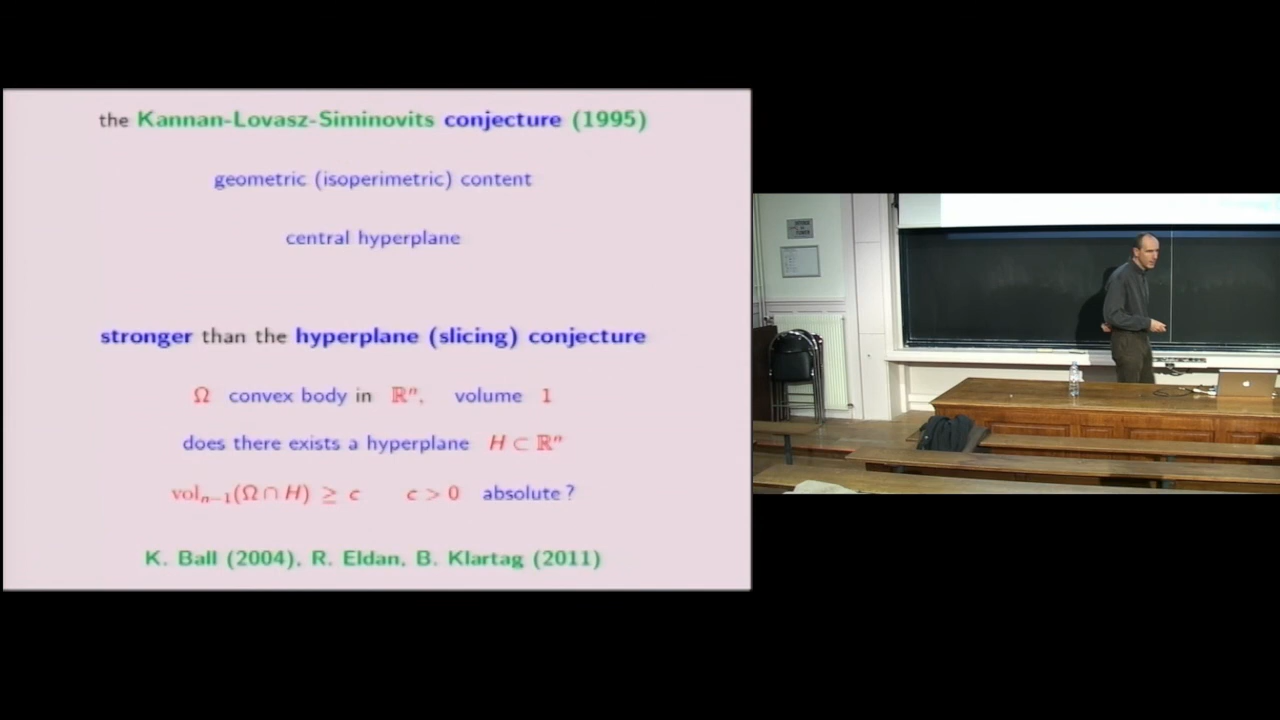 the Kannan-Lovasz-Siminovits conjecture (1995)
geometric (isoperimetric) content
central hyperplane
stronger than the hyperplane (slicing) conjecture
Ω convex body in ℝⁿ, volume 1
does there exists a hyperplane H ⊂ ℝⁿ
volₙ₋₁(Ω ∩ H) ≥ c c > 0 absolute ?
K. Ball (2004), R. Eldan, B. Klartag (2011)